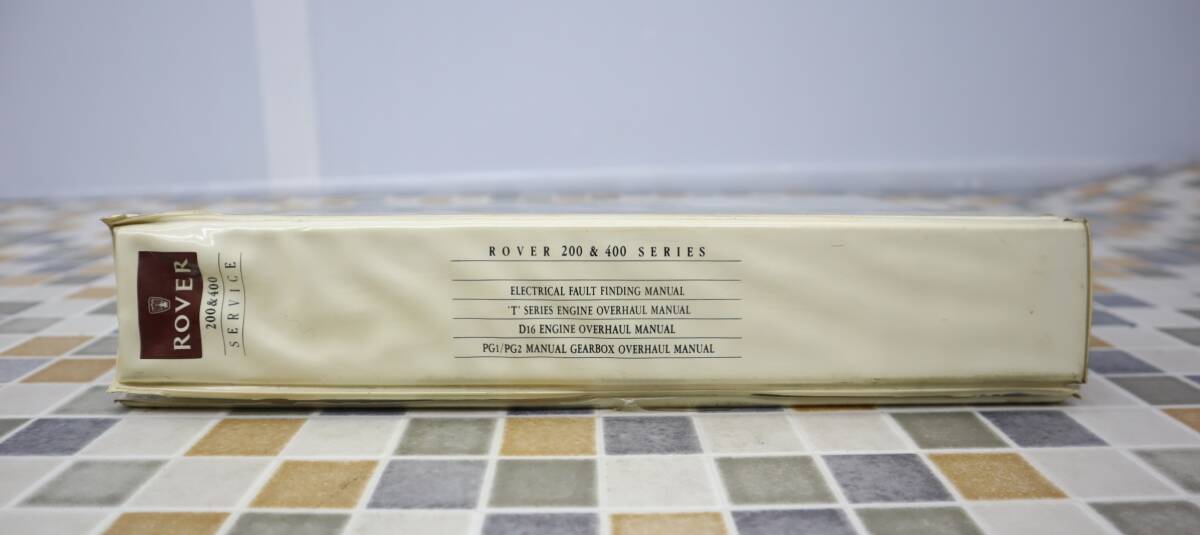 ROVER
200&400
SERVICE
ROVER 200 & 400 SERIES
ELECTRICAL FAULT FINDING MANUAL
'T' SERIES ENGINE OVERHAUL MANUAL
D16 ENGINE OVERHAUL MANUAL
PG1/PG2 MANUAL GEARBOX OVERHAUL MANUAL